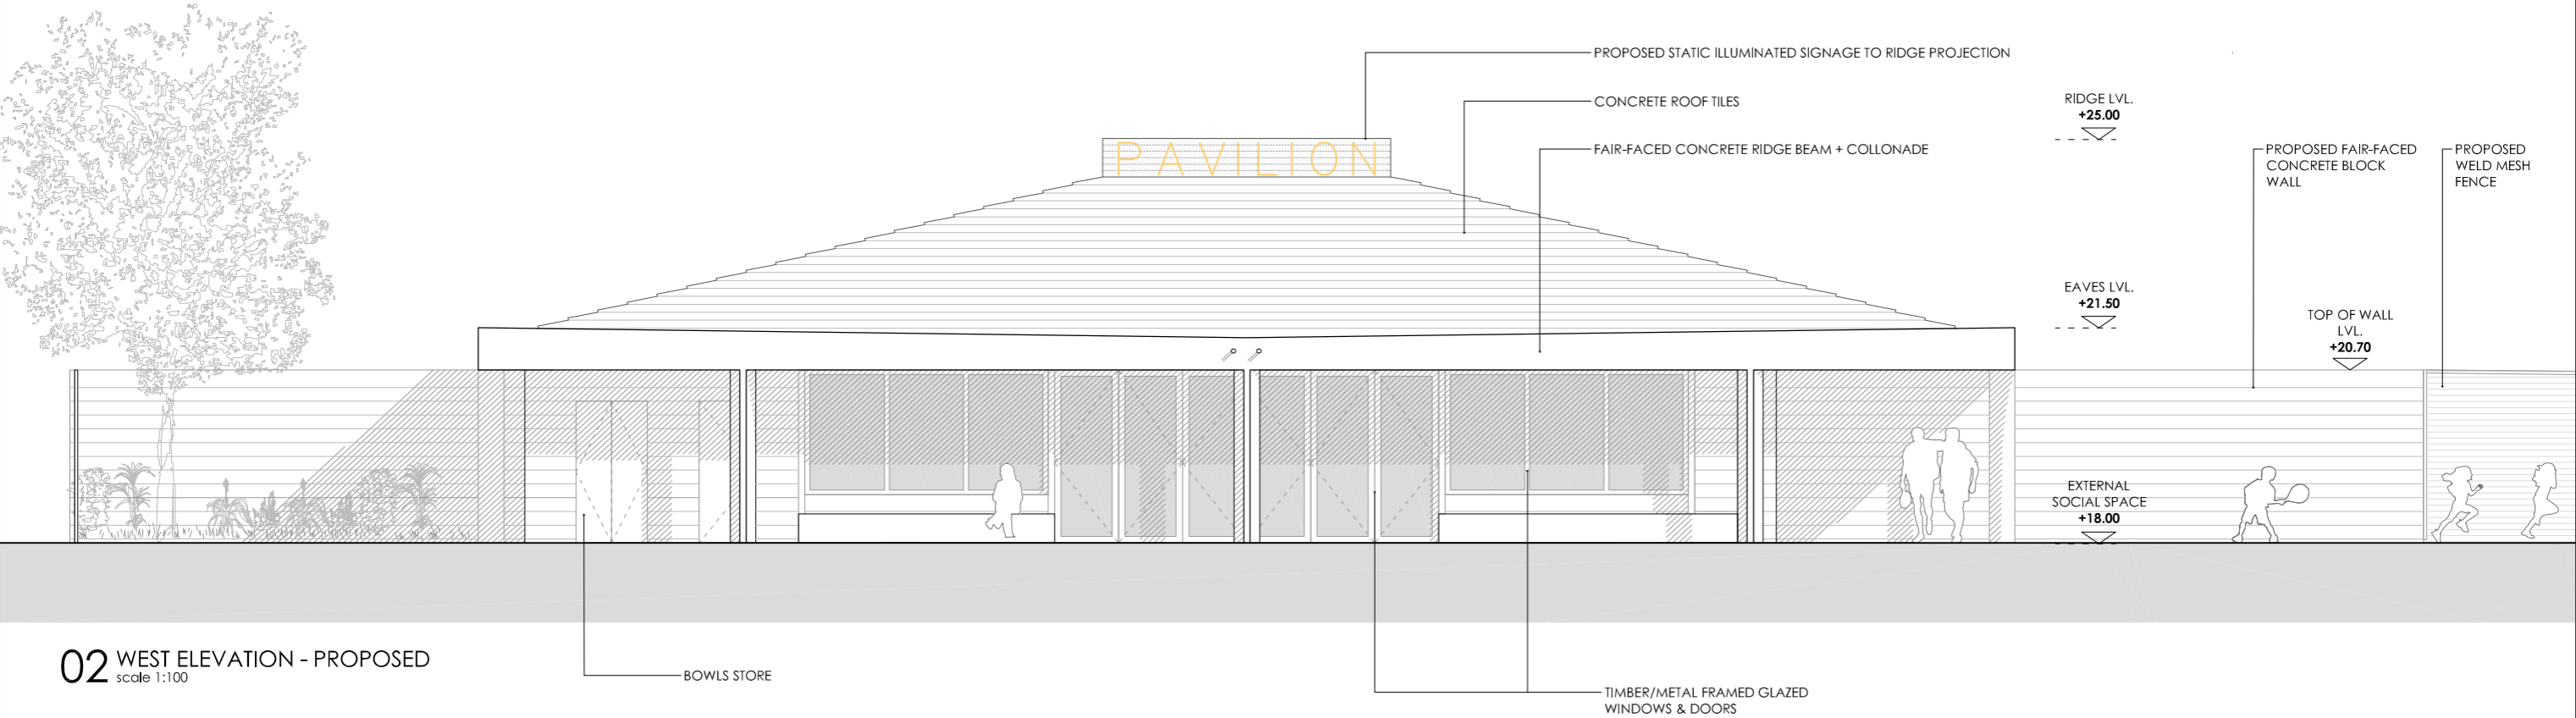 PROPOSED STATIC ILLUMINATED SIGNAGE TO RIDGE PROJECTION
CONCRETE ROOF TILES
FAIR-FACED CONCRETE RIDGE BEAM + COLLONADE
PAVILION
RIDGE LVL.
+25.00
PROPOSED FAIR-FACED
CONCRETE BLOCK
WALL
PROPOSED
WELD MESH
FENCE
EAVES LVL.
+21.50
TOP OF WALL
LVL.
+20.70
EXTERNAL
SOCIAL SPACE
+18.00
02 WEST ELEVATION - PROPOSED
scale 1:100
BOWLS STORE
TIMBER/METAL FRAMED GLAZED
WINDOWS & DOORS